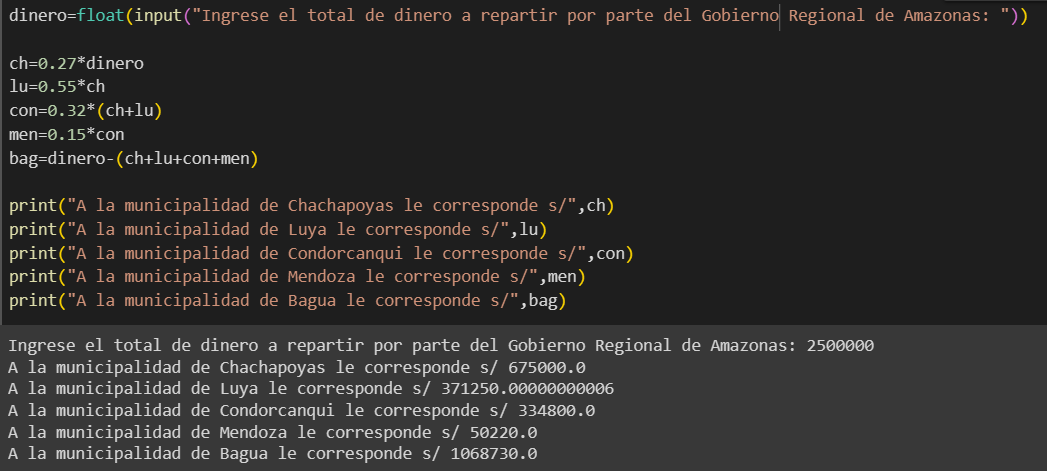 dinero=float(input("Ingrese el total de dinero a repartir por parte del Gobierno Regional de Amazonas: "))
ch=0.27*dinero
lu=0.55*ch
con=0.32*(ch+lu)
men=0.15*con
bag=dinero-(ch+lu+con+men)
print("A la municipalidad de Chachapoyas le corresponde s/",ch)
print("A la municipalidad de Luya le corresponde s/",lu)
print("A la municipalidad de Condorcanqui le corresponde s/",con)
print("A la municipalidad de Mendoza le corresponde s/",men)
print("A la municipalidad de Bagua le corresponde s/",bag)
Ingrese el total de dinero a repartir por parte del Gobierno Regional de Amazonas: 2500000
A la municipalidad de Chachapoyas le corresponde s/ 675000.0
A la municipalidad de Luya le corresponde s/ 371250.00000000006
A la municipalidad de Condorcanqui le corresponde s/ 334800.0
A la municipalidad de Mendoza le corresponde s/ 50220.0
A la municipalidad de Bagua le corresponde s/ 1068730.0